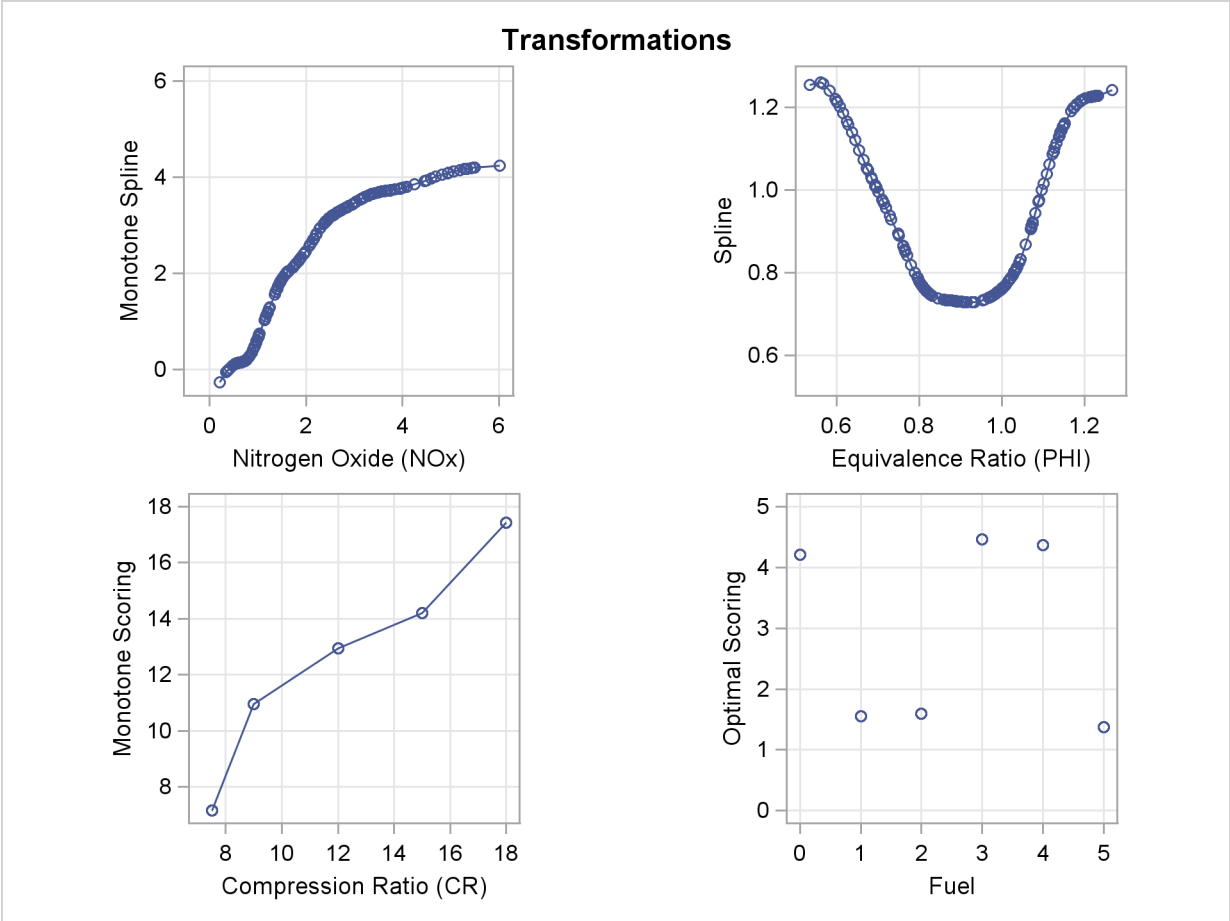 Transformations
Monotone Spline
6
4
2
0
0 2 4 6
Nitrogen Oxide (NOx)
Spline
1.2
1.0
0.8
0.6
0.6 0.8 1.0 1.2
Equivalence Ratio (PHI)
Monotone Scoring
18
16
14
12
10
8
8 10 12 14 16 18
Compression Ratio (CR)
Optimal Scoring
5
4
3
2
1
0
0 1 2 3 4 5
Fuel